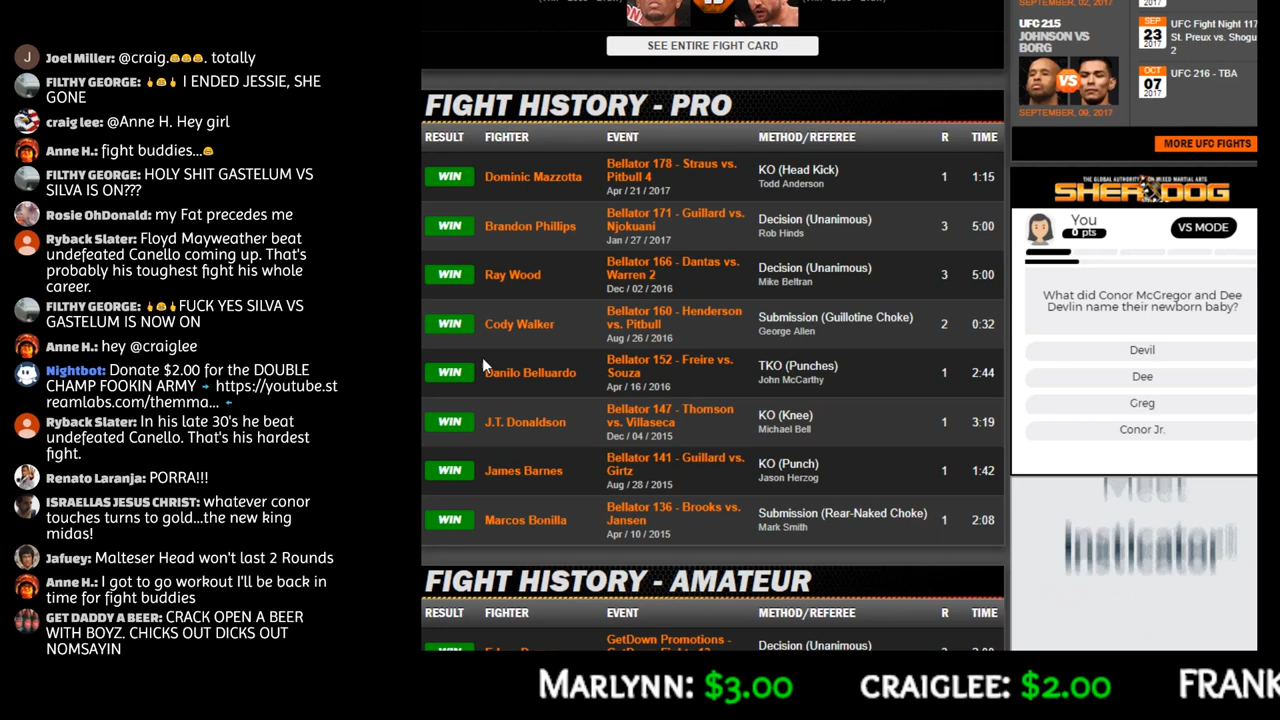 SEE ENTIRE FIGHT CARD
Joel Miller: @craig. totally
FILTHY GEORGE: I ENDED JESSIE, SHE
GONE
craig lee: @Anne H. Hey girl
Anne H.: fight buddies...
FILTHY GEORGE: HOLY SHIT GASTELUM VS
SILVA IS ON???
Rosie OhDonald: my Fat precedes me
Ryback Slater: Floyd Mayweather beat
undefeated Canello coming up. That's
probably his toughest fight his whole
career.
FILTHY GEORGE: FUCK YES SILVA VS
GASTELUM IS NOW ON
Anne H.: hey @craiglee
Nightbot: Donate $2.00 for the DOUBLE
CHAMP FOOKIN ARMY - https://youtube.st
reamlabs.com/themma...
Ryback Slater: In his late 30's he beat
undefeated Canello. That's his hardest
fight.
Renato Laranja: PORRA!!!
ISRAELLAS JESUS CHRIST: whatever conor
touches turns to gold...the new king
midas!
Jafuey: Malteser Head won't last 2 Rounds
Anne H.: I got to go workout I'll be back in
time for fight buddies
GET DADDY A BEER: CRACK OPEN A BEER
WITH BOYZ. CHICKS OUT DICKS OUT
NOMSAYIN
FIGHT HISTORY - PRO
RESULT FIGHTER EVENT METHOD/REFEREE R TIME
WIN Dominic Mazzotta Bellator 178 - Straus vs. Pitbull 4 Apr / 21 / 2017 KO (Head Kick) Todd Anderson 1 1:15
WIN Brandon Phillips Bellator 171 - Guillard vs. Njokuani Jan / 27 / 2017 Decision (Unanimous) Rob Hinds 3 5:00
WIN Ray Wood Bellator 166 - Dantas vs. Warren 2 Dec / 02 / 2016 Decision (Unanimous) Mike Beltran 3 5:00
WIN Cody Walker Bellator 160 - Henderson vs. Pitbull Aug / 26 / 2016 Submission (Guillotine Choke) George Allen 2 0:32
WIN Danilo Belluardo Bellator 152 - Freire vs. Souza Apr / 16 / 2016 TKO (Punches) John McCarthy 1 2:44
WIN J.T. Donaldson Bellator 147 - Thomson vs. Villaseca Dec / 04 / 2015 KO (Knee) Michael Bell 1 3:19
WIN James Barnes Bellator 141 - Guillard vs. Girtz Aug / 28 / 2015 KO (Punch) Jason Herzog 1 1:42
WIN Marcos Bonilla Bellator 136 - Brooks vs. Jansen Apr / 10 / 2015 Submission (Rear-Naked Choke) Mark Smith 1 2:08
FIGHT HISTORY - AMATEUR
RESULT FIGHTER EVENT METHOD/REFEREE R TIME
GetDown Promotions - Decision (Unanimous)
SEPTEMBER, 02, 2017
UFC 215
JOHNSON VS
BORG
VS
SEPTEMBER, 09, 2017
SEP
23
2017
UFC Fight Night 117
St. Preux vs. Shogu
2
OCT
07
2017
UFC 216 - TBA
MORE UFC FIGHTS
THE GLOBAL AUTHORITY ON MIXED MARTIAL ARTS
SHERDOG
You
0 pts
VS MODE
What did Conor McGregor and Dee
Devlin name their newborn baby?
Devil
Dee
Greg
Conor Jr.
MARLYNN: $3.00 CRAIGLEE: $2.00 FRANK